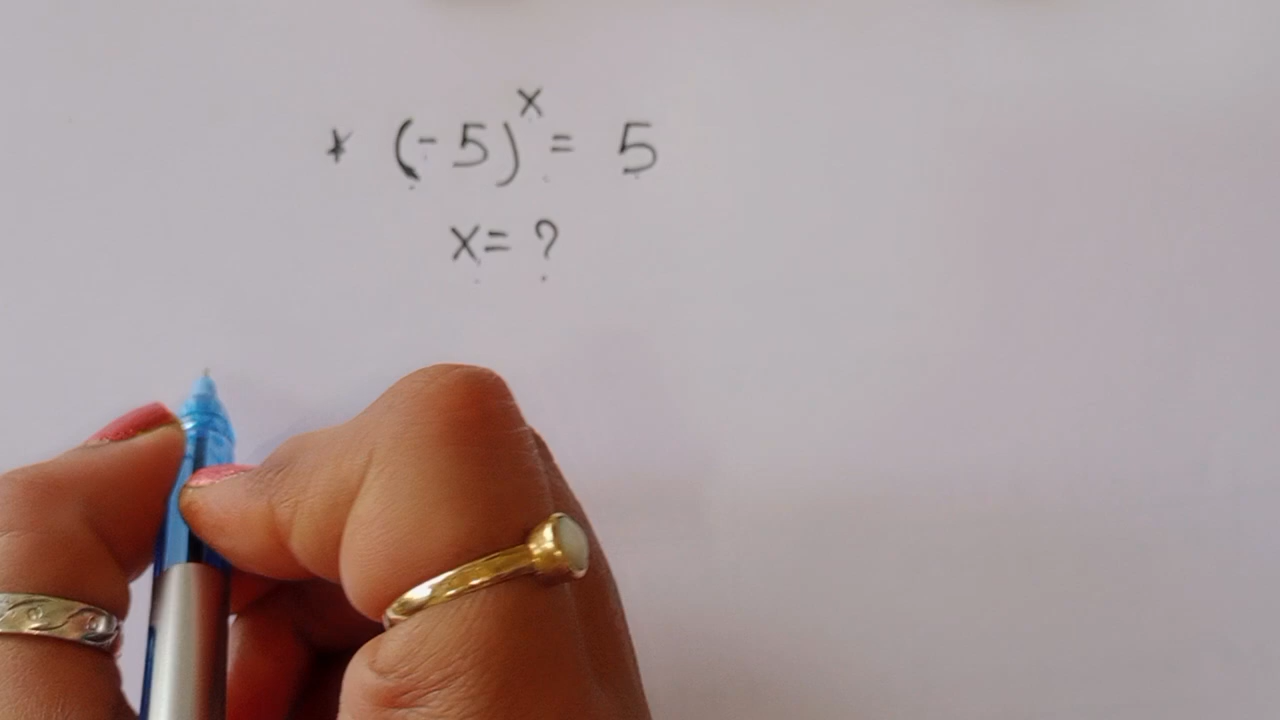 * (-5)^x = 5
x = ?